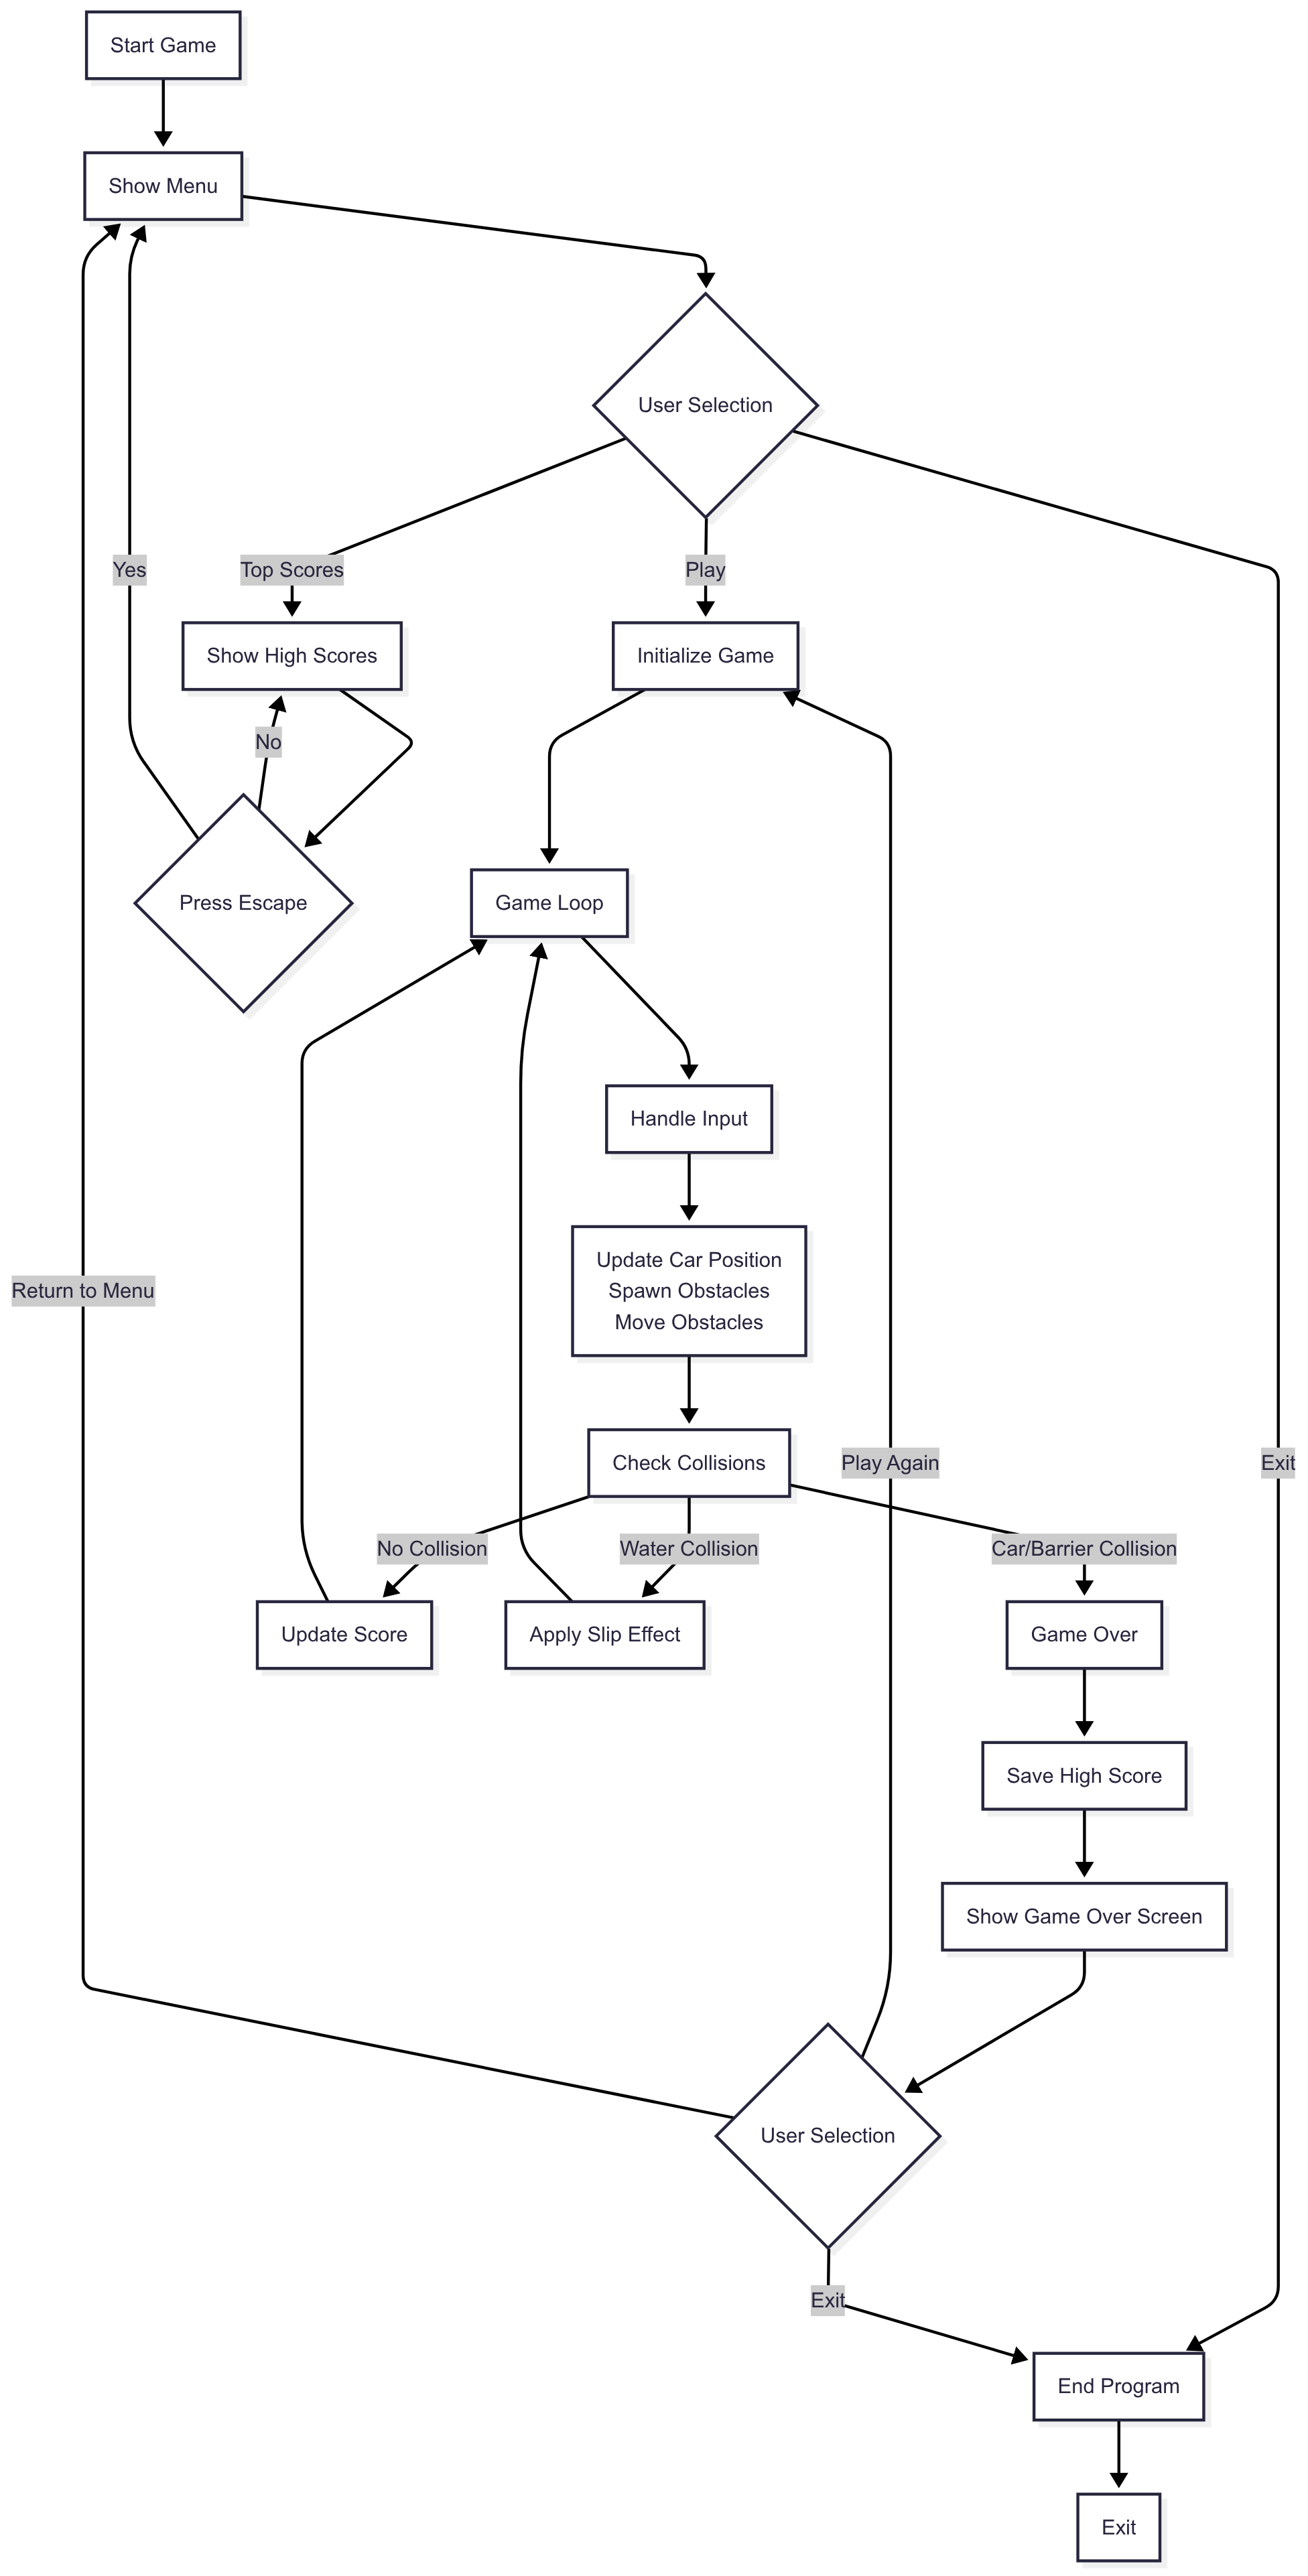 Start Game
Show Menu
User Selection
Yes
Top Scores
Play
Show High Scores
Initialize Game
No
Press Escape
Game Loop
Handle Input
Update Car Position
Spawn Obstacles
Move Obstacles
Return to Menu
Check Collisions
Play Again
Exit
No Collision
Water Collision
Car/Barrier Collision
Update Score
Apply Slip Effect
Game Over
Save High Score
Show Game Over Screen
User Selection
Exit
End Program
Exit